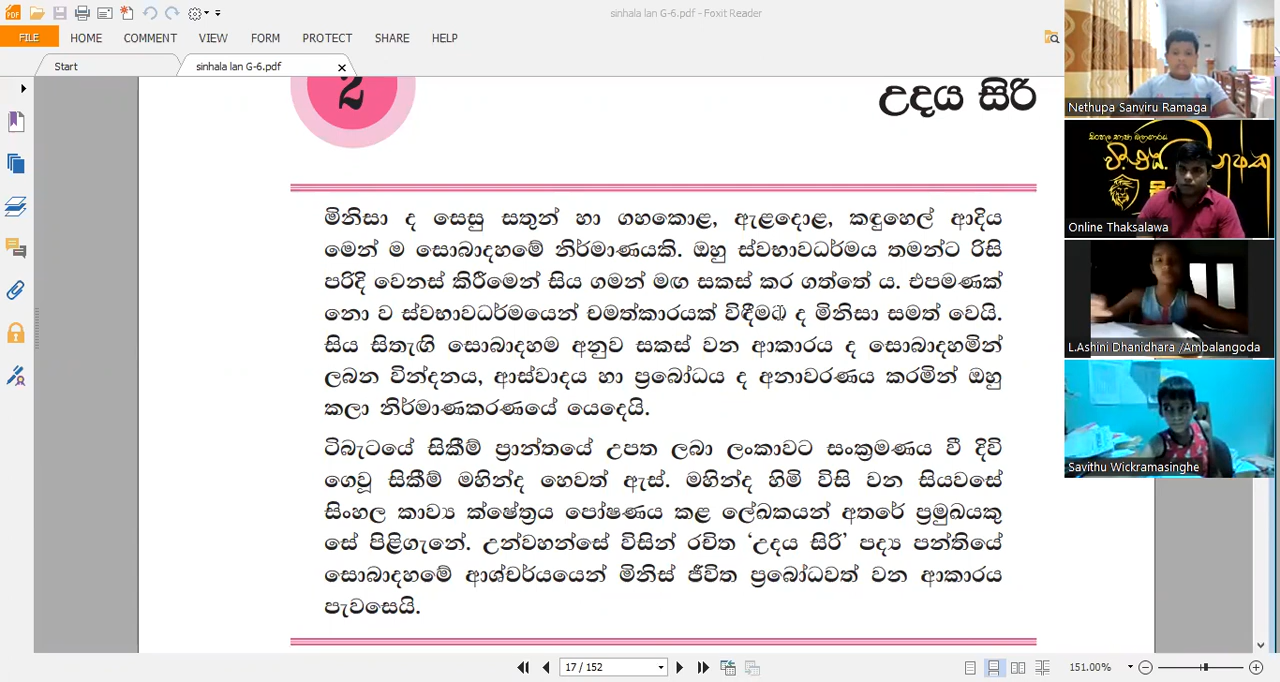 sinhala lan G-6.pdf - Foxit Reader
FILE HOME COMMENT VIEW FORM PROTECT SHARE HELP
Start sinhala lan G-6.pdf
2
උදය සිරි
මිනිසා ද සෙසු සතුන් හා ගහකොළ, ඇළදොළ, කඳුහෙල් ආදිය
මෙන් ම සොබාදහමේ නිර්මාණයකි. ඔහු ස්වභාවධර්මය තමන්ට රිසි
පරිදි වෙනස් කිරීමෙන් සිය ගමන් මඟ සකස් කර ගත්තේ ය. එපමණක්
නො ව ස්වභාවධර්මයෙන් චමත්කාරයක් විඳීමට ද මිනිසා සමත් වෙයි.
සිය සිතැඟි සොබාදහම අනුව සකස් වන ආකාරය ද සොබාදහමින්
ලබන වින්දනය, ආස්වාදය හා ප්‍රබෝධය ද අනාවරණය කරමින් ඔහු
කලා නිර්මාණකරණයේ යෙදෙයි.
ටිබැටයේ සිකීම් ප්‍රාන්තයේ උපත ලබා ලංකාවට සංක්‍රමණය වී දිවි
ගෙවූ සිකීම් මහින්ද හෙවත් ඇස්. මහින්ද හිමි විසි වන සියවසේ
සිංහල කාව්‍ය ක්ෂේත්‍රය පෝෂණය කළ ලේඛකයන් අතරේ ප්‍රමුඛයකු
සේ පිළිගැනේ. උන්වහන්සේ විසින් රචිත ‘උදය සිරි’ පද්‍ය පන්තියේ
සොබාදහමේ ආශ්චර්යයෙන් මිනිස් ජීවිත ප්‍රබෝධවත් වන ආකාරය
පැවසෙයි.
17 / 152
151.00%
Nethupa Sanviru Ramaga
Online Thaksalawa
L.Ashini Dhanidhara /Ambalangoda
Savithu Wickramasinghe